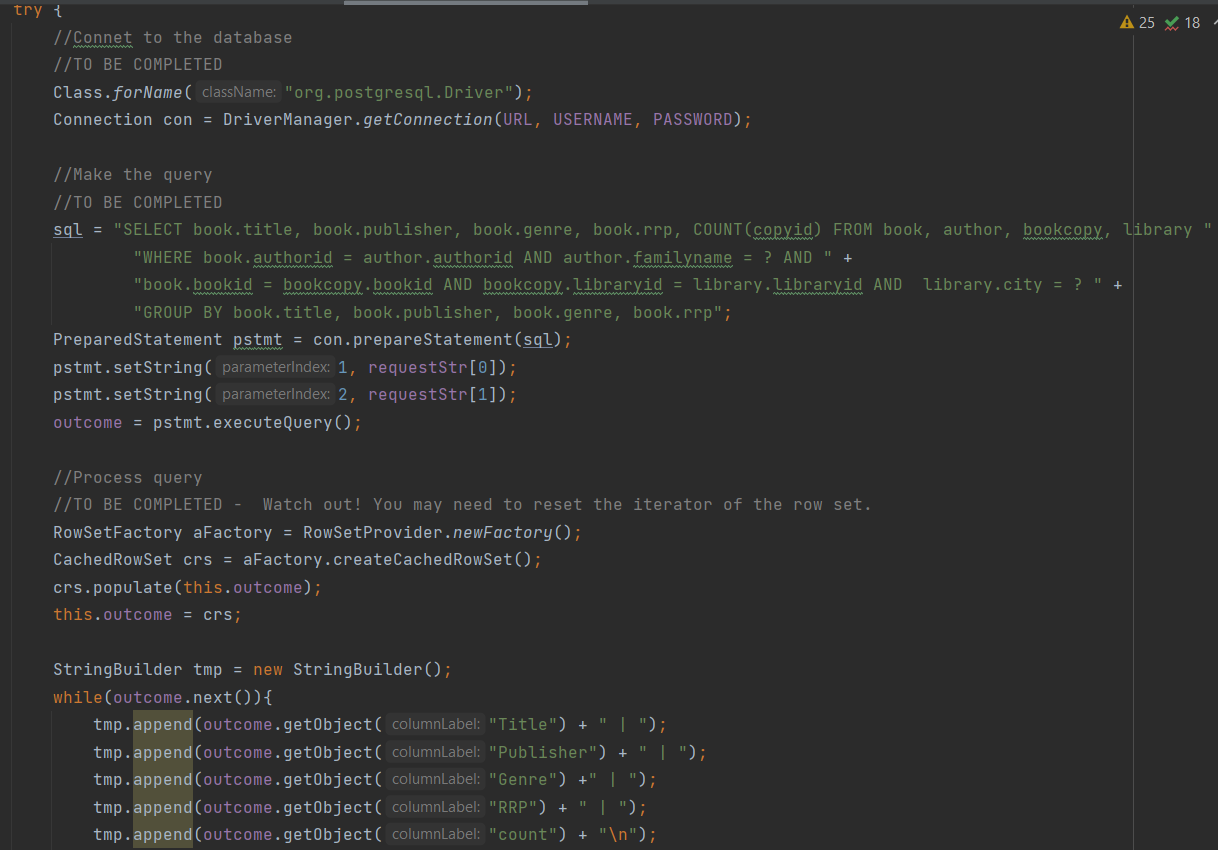 try {
25 18
//Connet to the database
//TO BE COMPLETED
Class.forName( className: "org.postgresql.Driver");
Connection con = DriverManager.getConnection(URL, USERNAME, PASSWORD);
//Make the query
//TO BE COMPLETED
sql = "SELECT book.title, book.publisher, book.genre, book.rrp, COUNT(copyid) FROM book, author, bookcopy, library "
"WHERE book.authorid = author.authorid AND author.familyname = ? AND " +
"book.bookid = bookcopy.bookid AND bookcopy.libraryid = library.libraryid AND  library.city = ? " +
"GROUP BY book.title, book.publisher, book.genre, book.rrp";
PreparedStatement pstmt = con.prepareStatement(sql);
pstmt.setString( parameterIndex: 1, requestStr[0]);
pstmt.setString( parameterIndex: 2, requestStr[1]);
outcome = pstmt.executeQuery();
//Process query
//TO BE COMPLETED -  Watch out! You may need to reset the iterator of the row set.
RowSetFactory aFactory = RowSetProvider.newFactory();
CachedRowSet crs = aFactory.createCachedRowSet();
crs.populate(this.outcome);
this.outcome = crs;
StringBuilder tmp = new StringBuilder();
while(outcome.next()){
tmp.append(outcome.getObject( columnLabel: "Title") + " | ");
tmp.append(outcome.getObject( columnLabel: "Publisher") + " | ");
tmp.append(outcome.getObject( columnLabel: "Genre") +" | ");
tmp.append(outcome.getObject( columnLabel: "RRP") + " | ");
tmp.append(outcome.getObject( columnLabel: "count") + "\n");